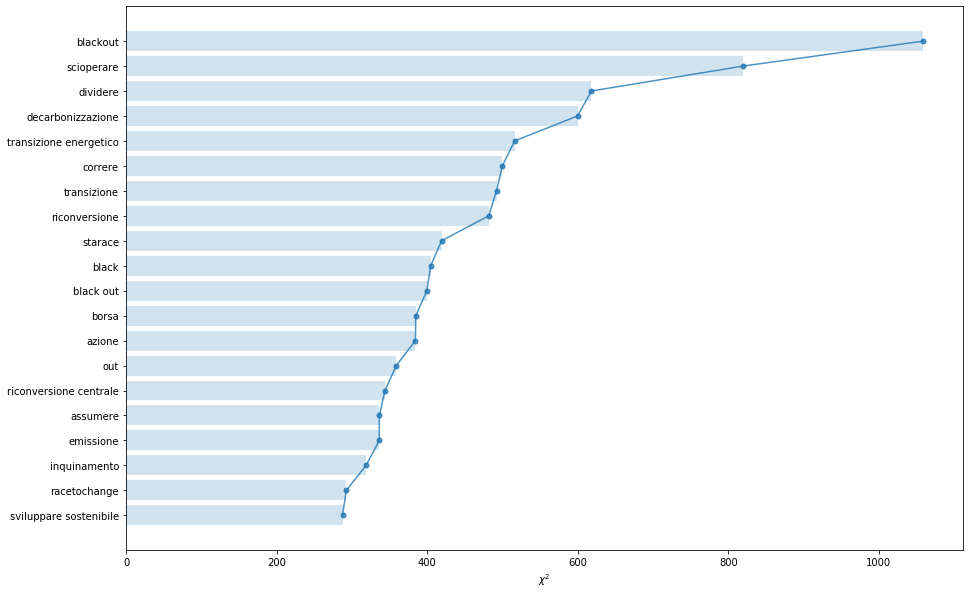 blackout
scioperare
dividere
decarbonizzazione
transizione energetico
correre
transizione
riconversione
starace
black
black out
borsa
azione
out
riconversione centrale
assumere
emissione
inquinamento
racetochange
sviluppare sostenibile
0 200 400 600 800 1000
χ²